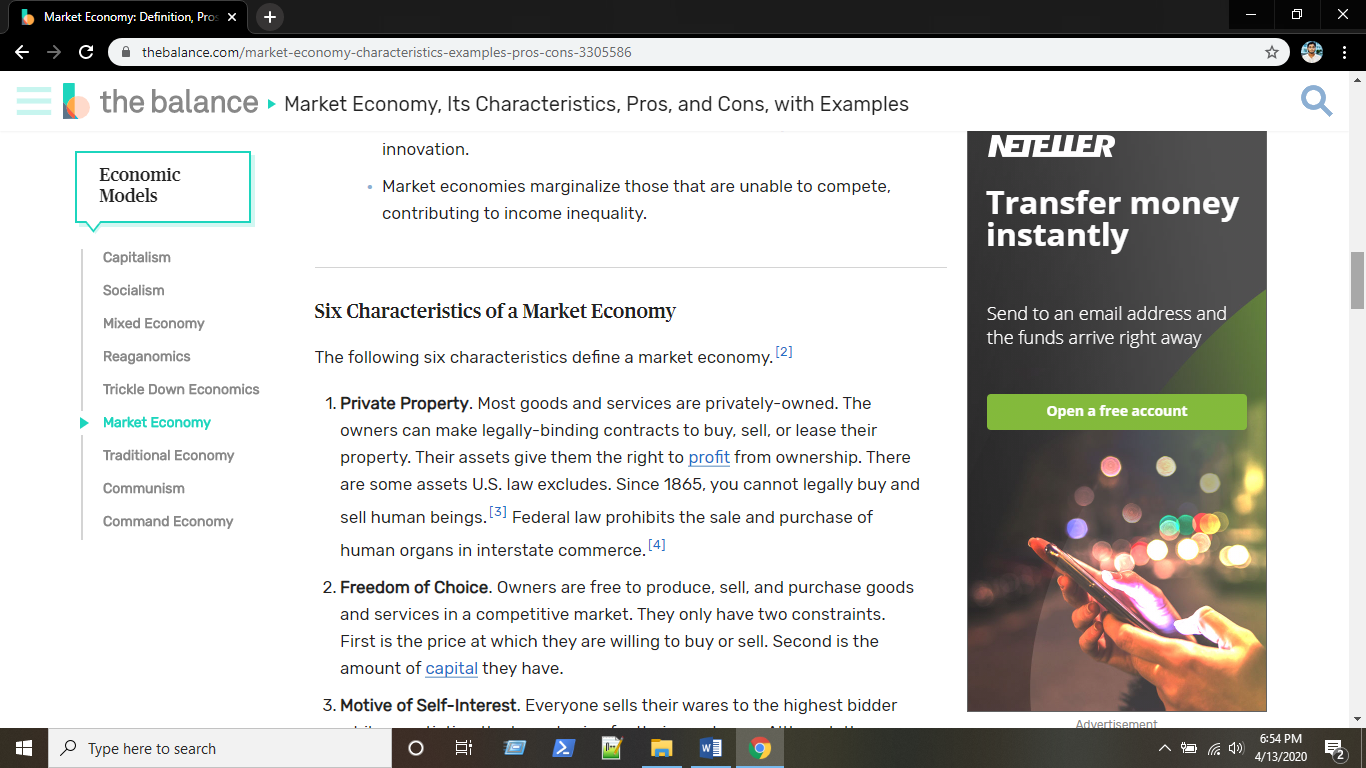 Market Economy: Definition, Pros
thebalance.com/market-economy-characteristics-examples-pros-cons-3305586
the balance
Market Economy, Its Characteristics, Pros, and Cons, with Examples
Economic
Models
Capitalism
Socialism
Mixed Economy
Reaganomics
Trickle Down Economics
Market Economy
Traditional Economy
Communism
Command Economy
innovation.
• Market economies marginalize those that are unable to compete,
contributing to income inequality.
Six Characteristics of a Market Economy
The following six characteristics define a market economy. [2]
1. Private Property. Most goods and services are privately-owned. The
owners can make legally-binding contracts to buy, sell, or lease their
property. Their assets give them the right to profit from ownership. There
are some assets U.S. law excludes. Since 1865, you cannot legally buy and
sell human beings. [3] Federal law prohibits the sale and purchase of
human organs in interstate commerce. [4]
2. Freedom of Choice. Owners are free to produce, sell, and purchase goods
and services in a competitive market. They only have two constraints.
First is the price at which they are willing to buy or sell. Second is the
amount of capital they have.
3. Motive of Self-Interest. Everyone sells their wares to the highest bidder
NETELLER
Transfer money
instantly
Send to an email address and
the funds arrive right away
Open a free account
Advertisement
Type here to search
6:54 PM
4/13/2020
2